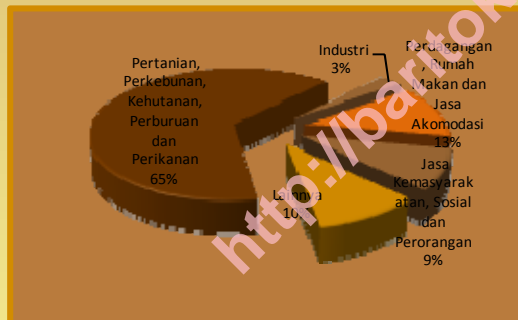 Pertanian,
Perkebunan,
Kehutanan,
Perburuan
dan
Perikanan
65%
Industri
3%
Perdagangan
, Rumah
Makan dan
Jasa
Akomodasi
13%
Jasa
Kemasyarak
atan, Sosial
dan
Perorangan
9%
Lainnya
10%
http://bariton